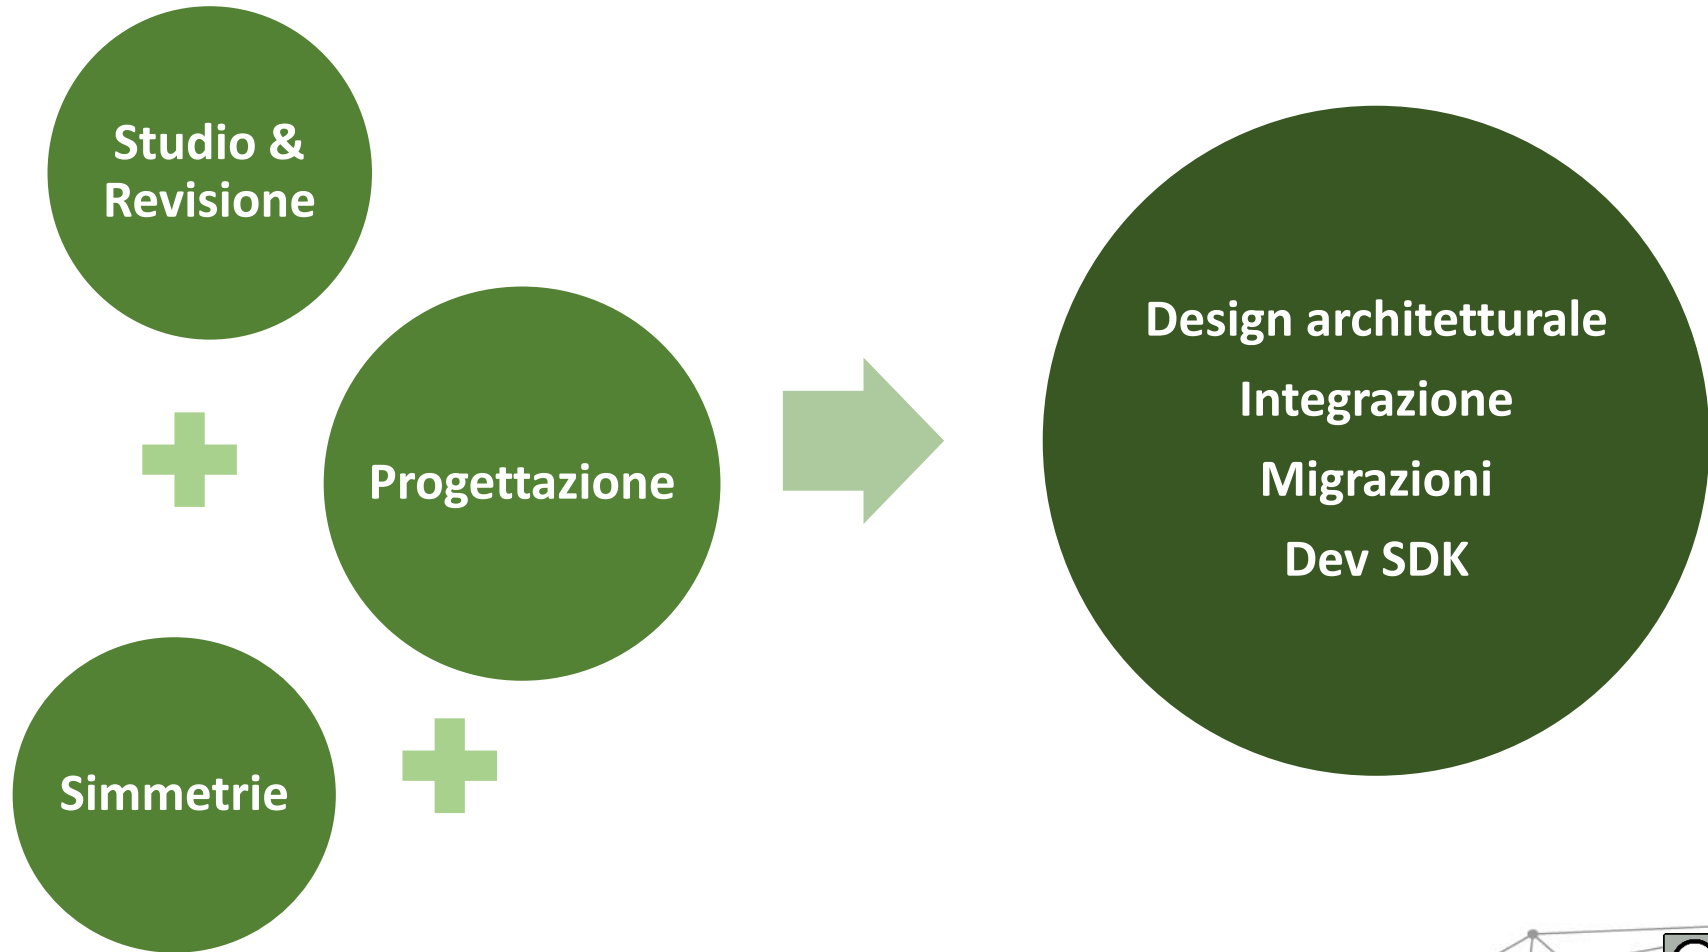 Studio &
Revisione
Progettazione
Simmetrie
Design architetturale
Integrazione
Migrazioni
Dev SDK